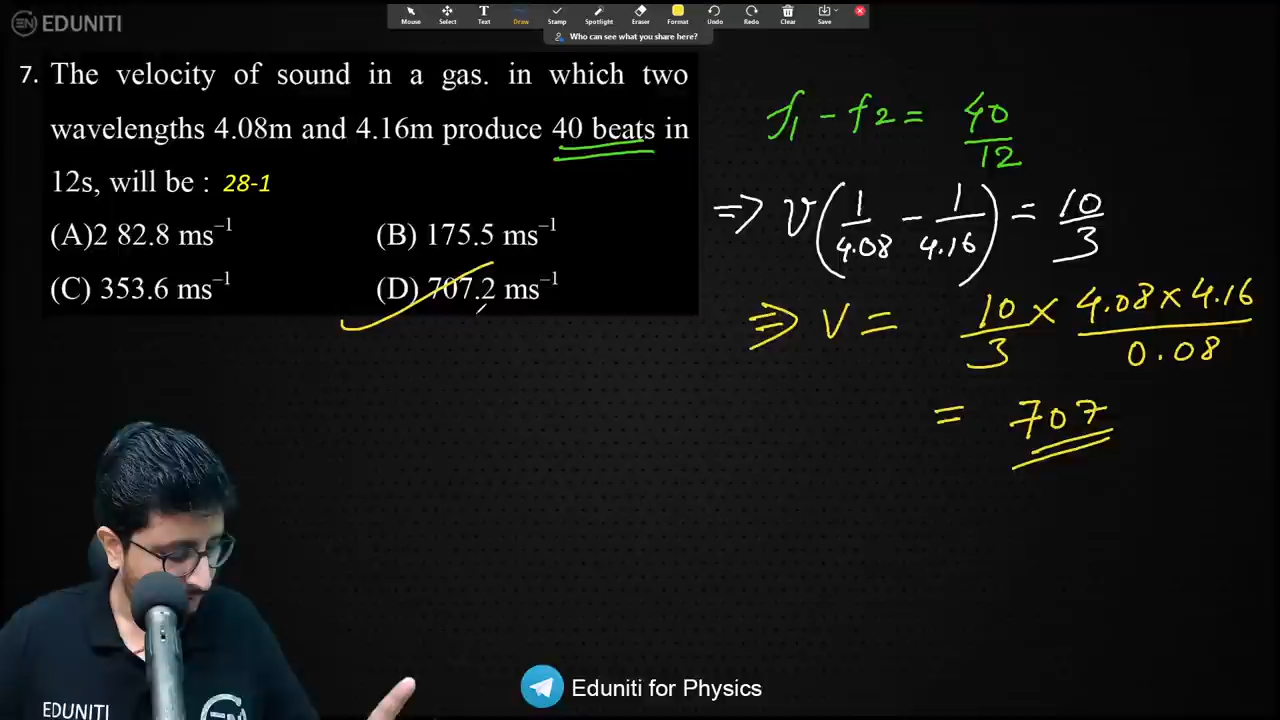 EDUNITI
Mouse Select Text Draw Stamp Spotlight Eraser Format Undo Redo Clear Save
Who can see what you share here?
7. The velocity of sound in a gas. in which two
wavelengths 4.08m and 4.16m produce 40 beats in
12s, will be : 28-1
(A)2 82.8 ms⁻¹ (B) 175.5 ms⁻¹
(C) 353.6 ms⁻¹ (D) 707.2 ms⁻¹
f₁ - f₂ = 40/12
⇒ v(1/4.08 - 1/4.16) = 10/3
⇒ V = 10/3 × 4.08×4.16/0.08
= 707
EDUNITI
Eduniti for Physics